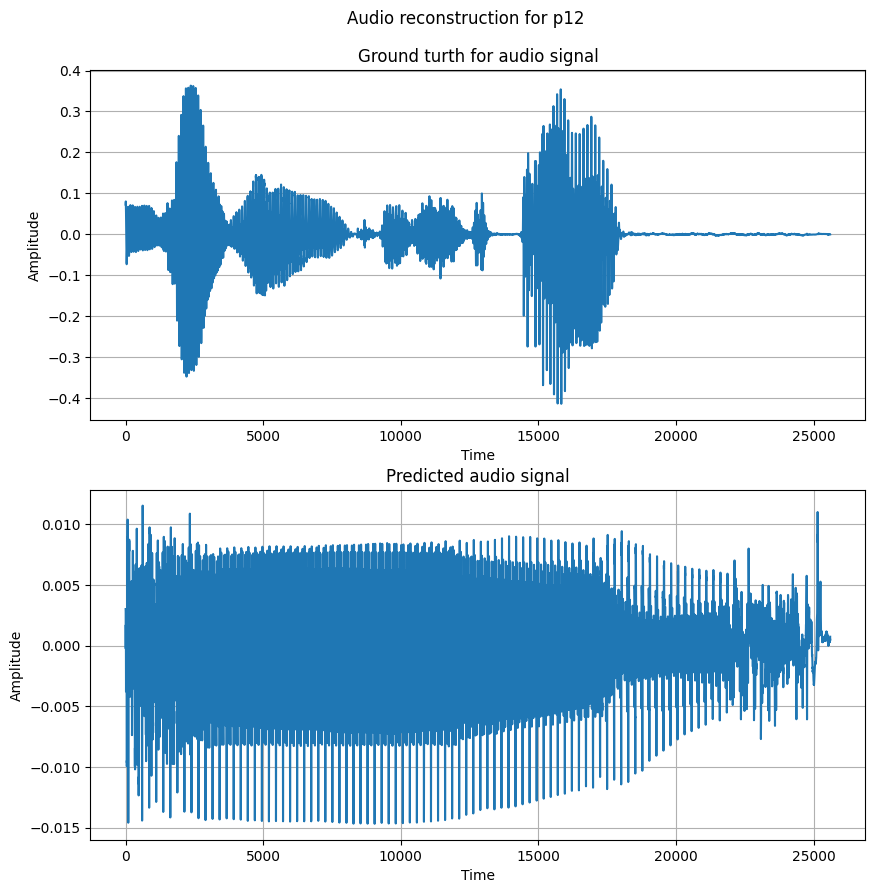 Audio reconstruction for p12
Ground turth for audio signal
0.4
0.3
0.2
0.1
0.0
−0.1
−0.2
−0.3
−0.4
Amplitude
0 5000 10000 15000 20000 25000
Time
Predicted audio signal
0.010
0.005
0.000
−0.005
−0.010
−0.015
Amplitude
0 5000 10000 15000 20000 25000
Time